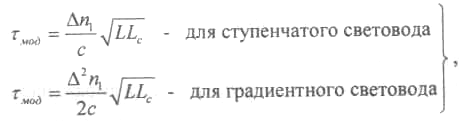 τ_мод = Δn₁/c √LL_c - для ступенчатого световода
τ_мод = Δ²n₁/2c √LL_c - для градиентного световода } ,